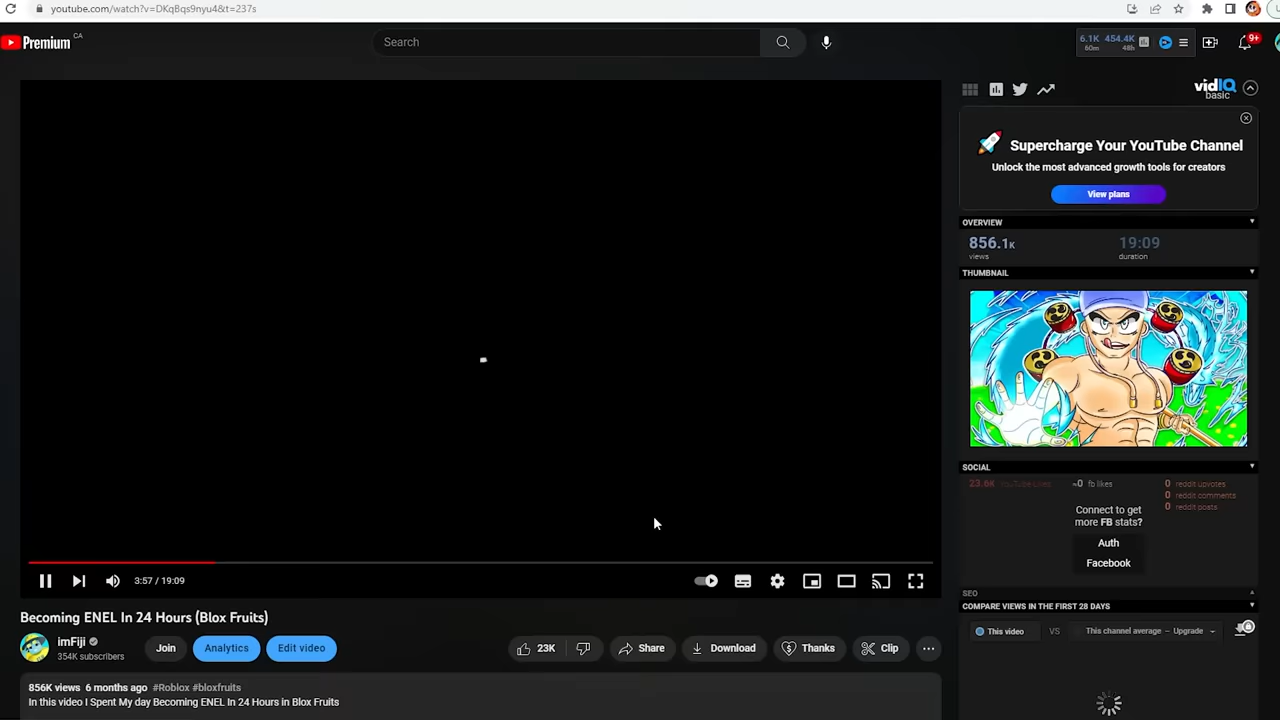 youtube.com/watch?v=DKqBqs9nyu4&t=237s
Premium CA
Search
6.1K 454.4K
60m 48h
9+
vidIQ
basic
Supercharge Your YouTube Channel
Unlock the most advanced growth tools for creators
View plans
OVERVIEW
856.1K 19:09
views duration
THUMBNAIL
SOCIAL
23.6K YouTube Likes
≈0 fb likes
0 reddit upvotes
0 reddit comments
0 reddit posts
Connect to get
more FB stats?
Auth
Facebook
SEO
COMPARE VIEWS IN THE FIRST 28 DAYS
This video VS This channel average – Upgrade
3:57 / 19:09
Becoming ENEL In 24 Hours (Blox Fruits)
imFiji
354K subscribers
Join
Analytics
Edit video
23K
Share
Download
Thanks
Clip
856K views 6 months ago #Roblox #bloxfruits
In this video I Spent My day Becoming ENEL In 24 Hours in Blox Fruits